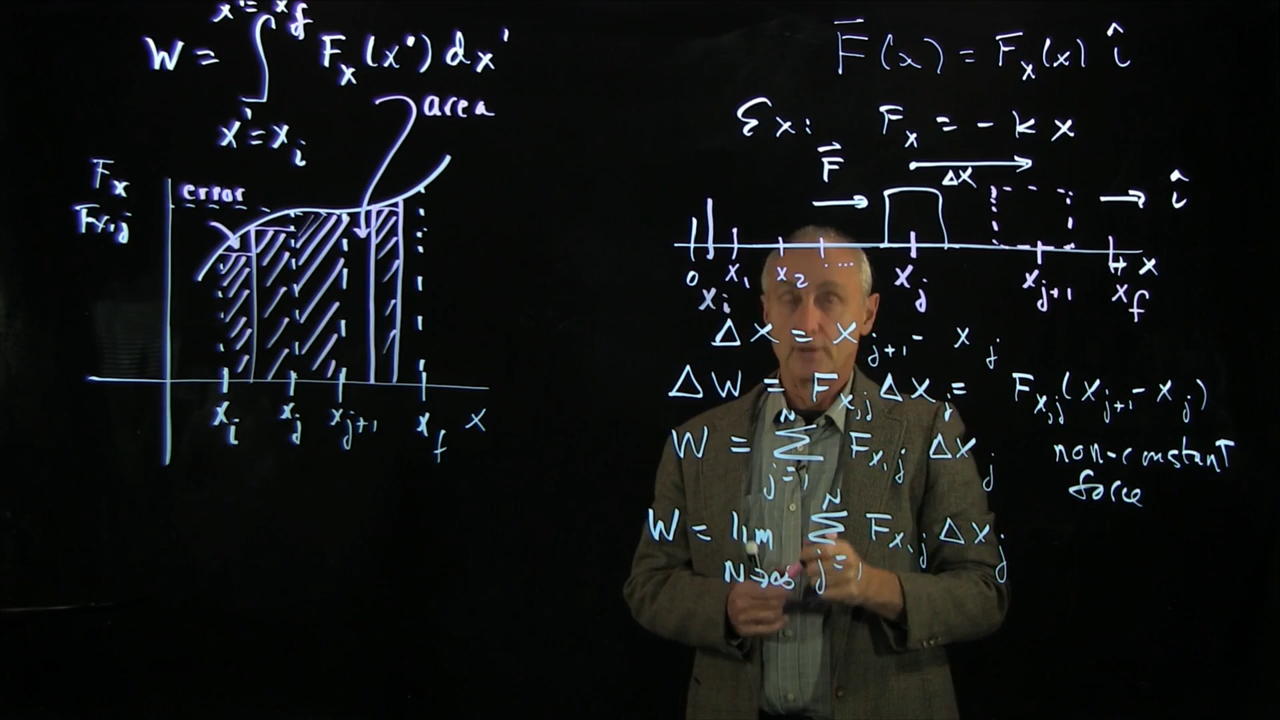 x' = x_f
W = ∫ F_x(x') dx'
x' = x_i
area
F_x
error
F_{x,j}
x_i x_j x_{j+1} x_f x
F⃗(x) = F_x(x) î
Ex: F_x = - k x
F⃗ Δx î
0 x_i x_1 x_2 .... x_j x_{j+1} x_f + x
Δx = x_{j+1} - x_j
ΔW = F_{x,j} Δx_j = F_{x,j}(x_{j+1} - x_j)
W = Σ_{j=1}^{N} F_{x,j} Δx_j
non-constant
force
W = lim_{N→∞} Σ_{j=1}^{N} F_{x,j} Δx_j